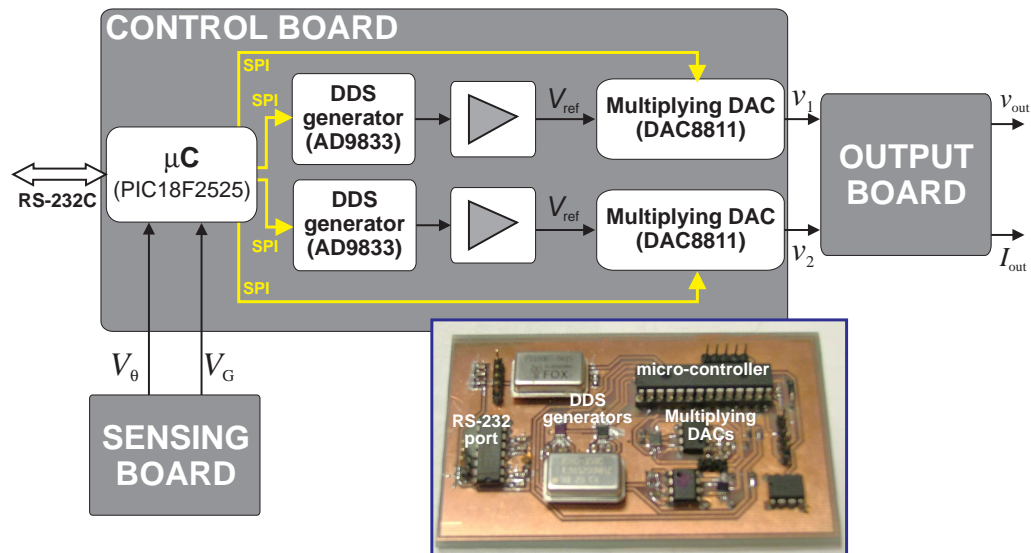 CONTROL BOARD
SPI
SPI
DDS
generator
(AD9833)
V_ref
Multiplying DAC
(DAC8811)
v_1
v_out
μC
(PIC18F2525)
RS-232C
OUTPUT
BOARD
DDS
generator
(AD9833)
V_ref
Multiplying DAC
(DAC8811)
SPI
v_2
I_out
SPI
V_θ
V_G
SENSING
BOARD
micro-controller
FOX
DDS
generators
RS-232
port
Multiplying
DACs